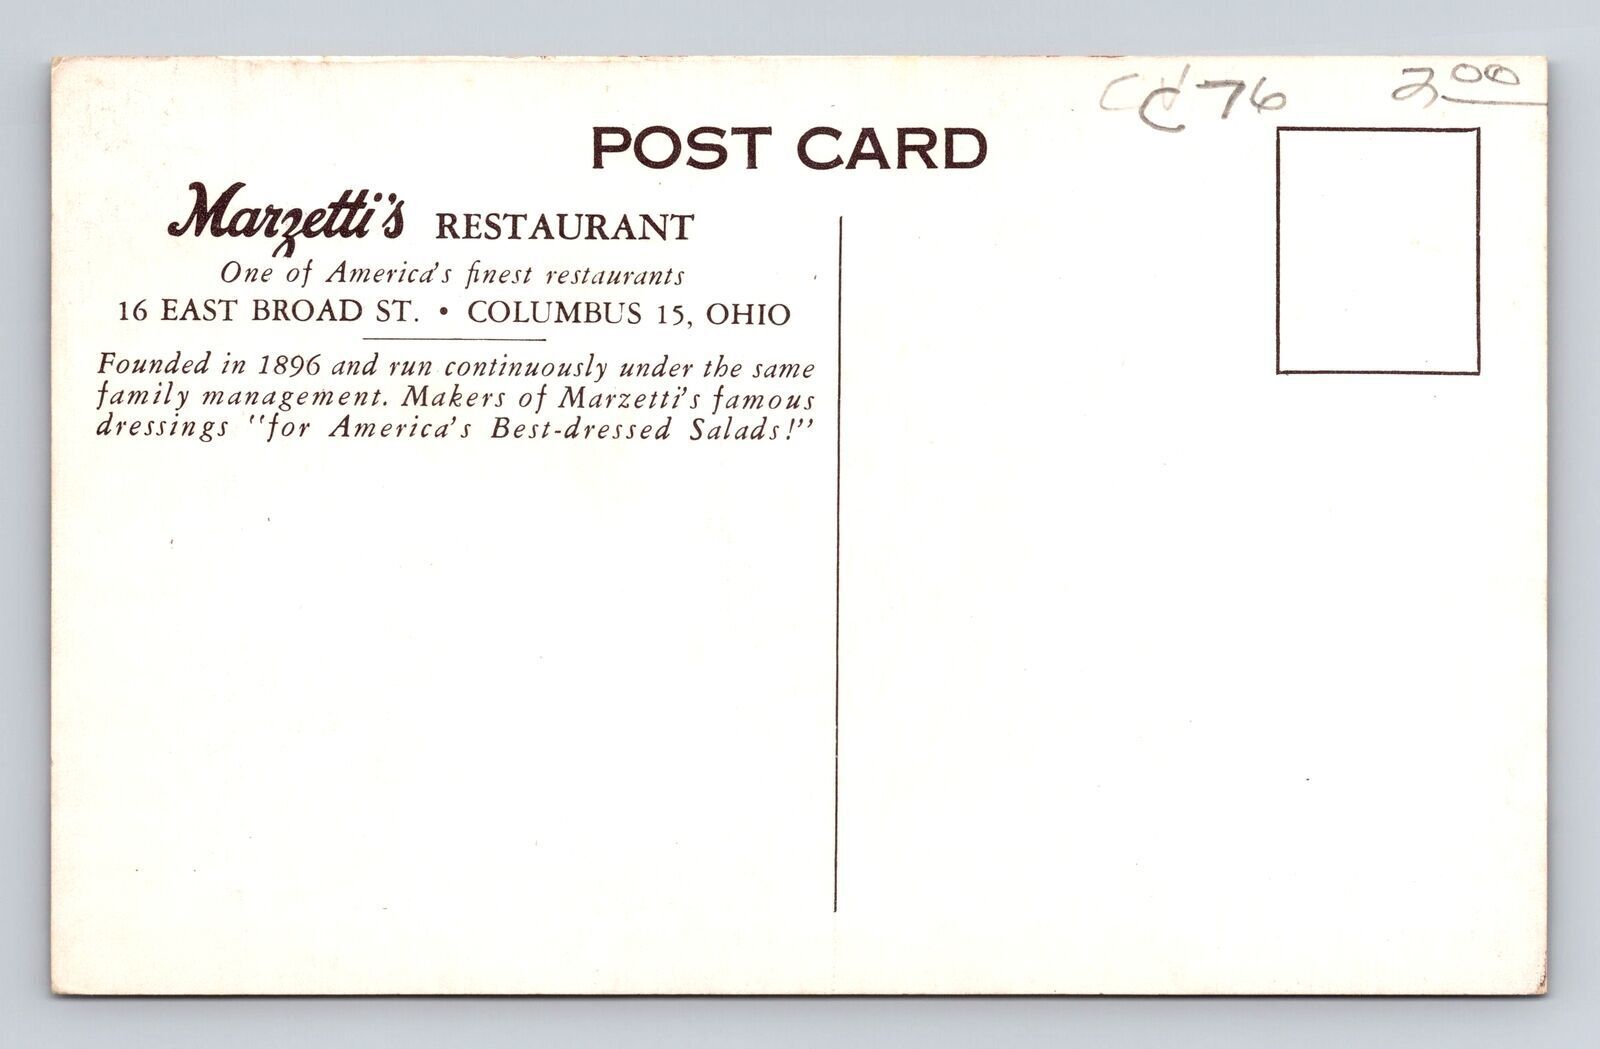 CC 76 2.00
POST CARD
Marzetti's RESTAURANT
One of America's finest restaurants
16 EAST BROAD ST. • COLUMBUS 15, OHIO
Founded in 1896 and run continuously under the same
family management. Makers of Marzetti's famous
dressings "for America's Best-dressed Salads!"